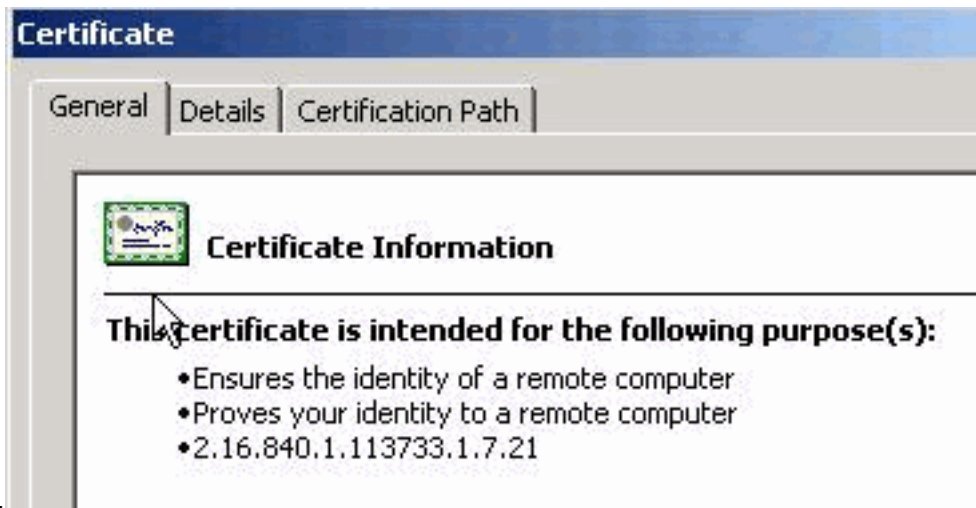 Certificate
General Details Certification Path
Certificate Information
This certificate is intended for the following purpose(s):
•Ensures the identity of a remote computer
•Proves your identity to a remote computer
•2.16.840.1.113733.1.7.21